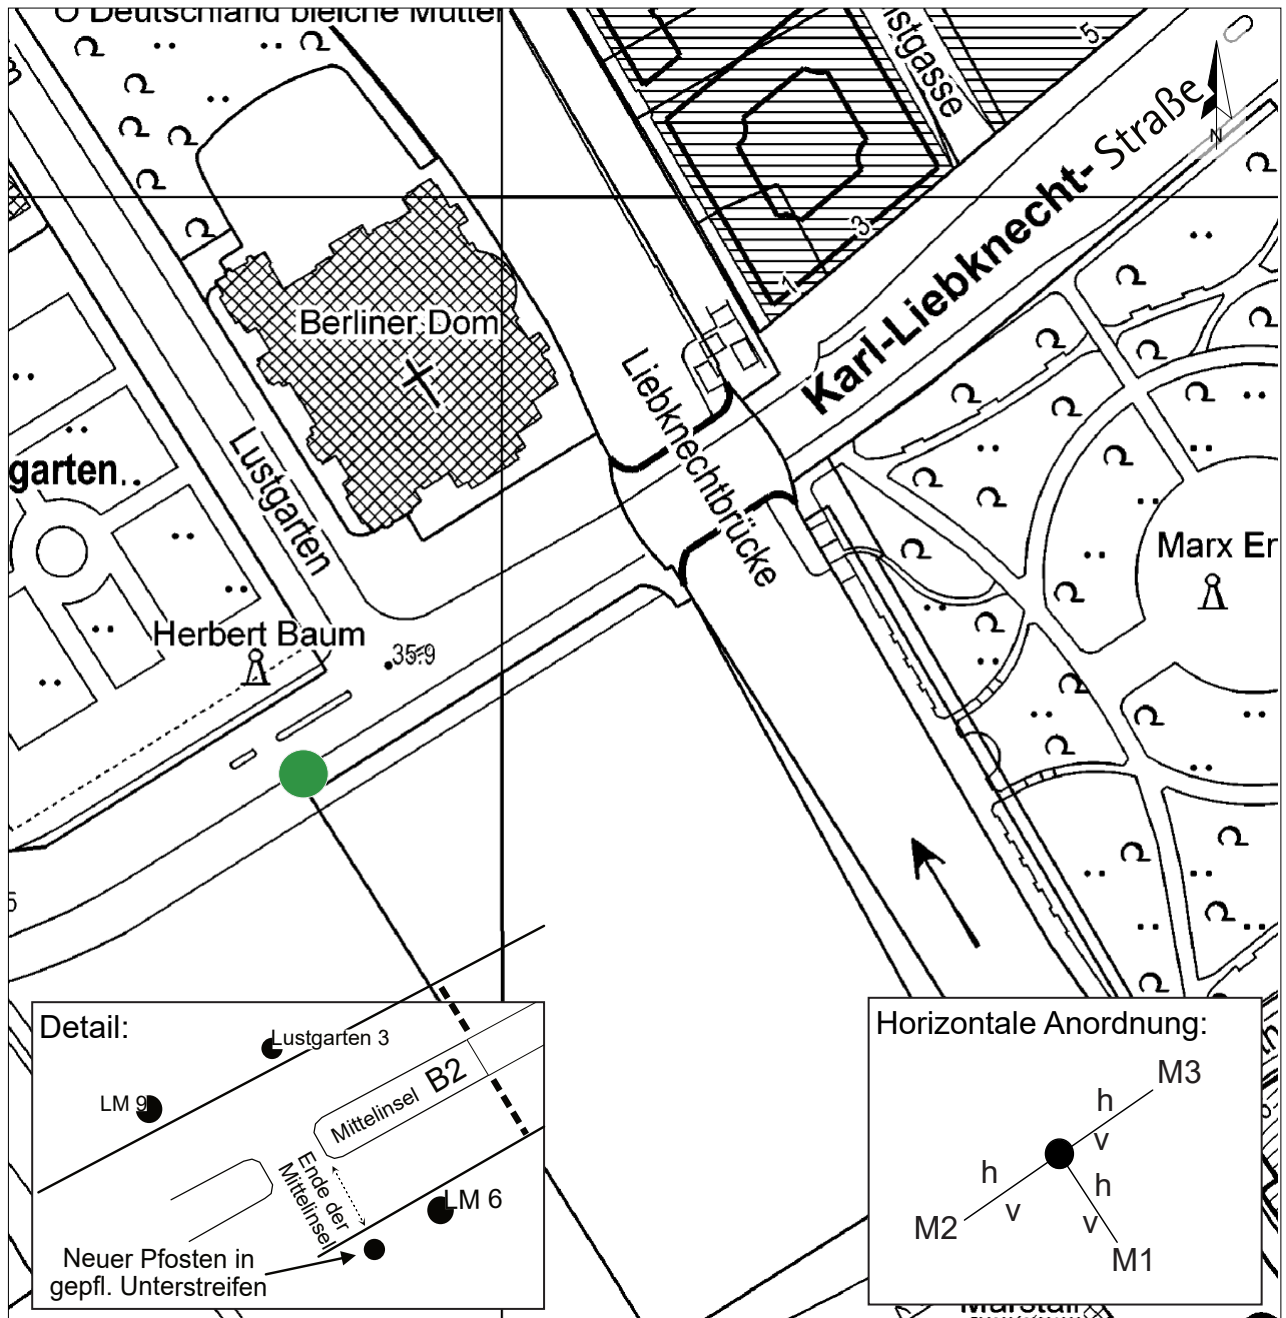 Deutschland bleiche Mutter
5
Straße
Karl-Liebknecht-
N
3
1
Berliner Dom
Liebknechtbrücke
garten
Lustgarten
Marx
Herbert Baum
35.9
Detail:
Lustgarten 3
LM 9
B2
Mittelinsel
Ende der
Mittelinsel
LM 6
Neuer Pfosten in
gepfl. Unterstreifen
Horizontale Anordnung:
M3
h
v
h
h
v
v
M2
M1
Marstall